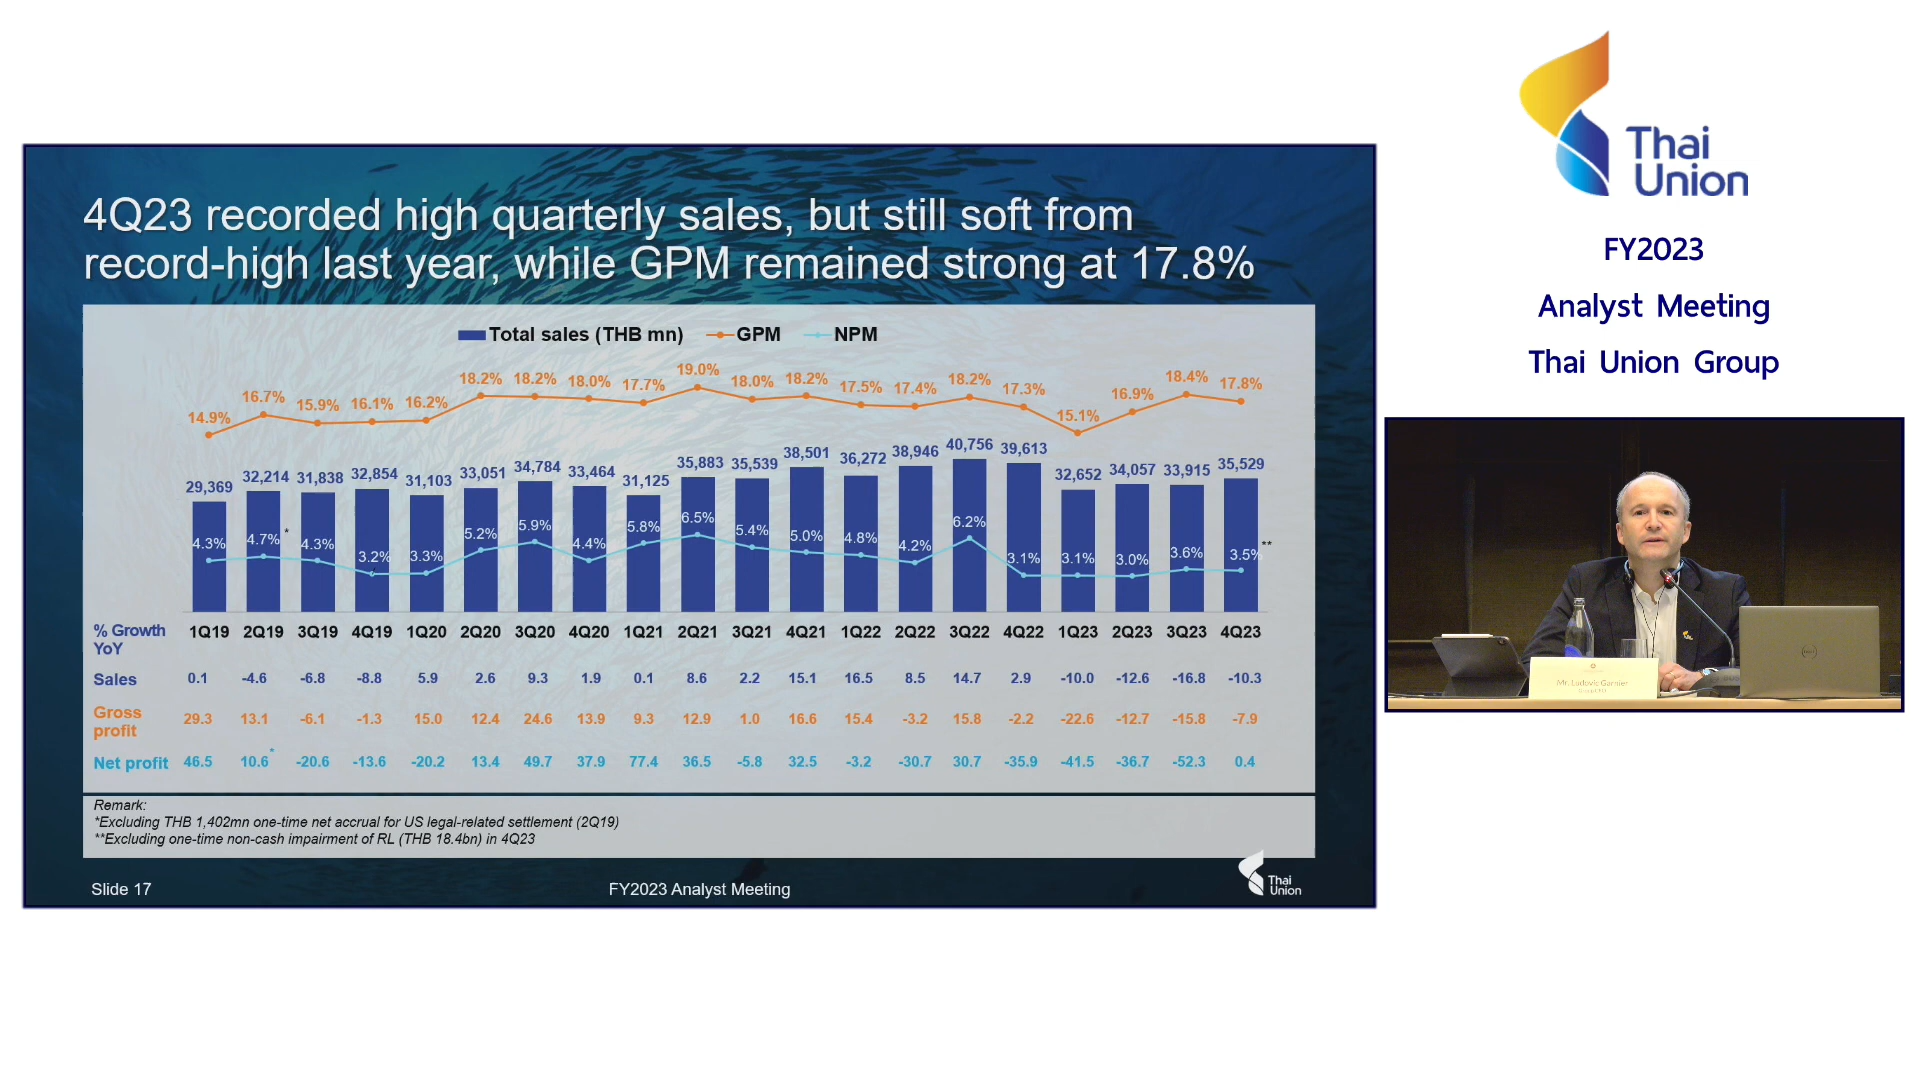 4Q23 recorded high quarterly sales, but still soft from
record-high last year, while GPM remained strong at 17.8%
Total sales (THB mn) GPM NPM
14.9% 16.7% 15.9% 16.1% 16.2% 18.2% 18.2% 18.0% 17.7% 19.0% 18.0% 18.2% 17.5% 17.4% 18.2% 17.3% 15.1% 16.9% 18.4% 17.8%
29,369 32,214 31,838 32,854 31,103 33,051 34,784 33,464 31,125 35,883 35,539 38,501 36,272 38,946 40,756 39,613 32,652 34,057 33,915 35,529
4.3% 4.7% * 4.3% 3.2% 3.3% 5.2% 5.9% 4.4% 5.8% 6.5% 5.4% 5.0% 4.8% 4.2% 6.2% 3.1% 3.1% 3.0% 3.6% 3.5% **
% Growth
YoY
1Q19 2Q19 3Q19 4Q19 1Q20 2Q20 3Q20 4Q20 1Q21 2Q21 3Q21 4Q21 1Q22 2Q22 3Q22 4Q22 1Q23 2Q23 3Q23 4Q23
Sales 0.1 -4.6 -6.8 -8.8 5.9 2.6 9.3 1.9 0.1 8.6 2.2 15.1 16.5 8.5 14.7 2.9 -10.0 -12.6 -16.8 -10.3
Gross
profit
29.3 13.1 -6.1 -1.3 15.0 12.4 24.6 13.9 9.3 12.9 1.0 16.6 15.4 -3.2 15.8 -2.2 -22.6 -12.7 -15.8 -7.9
Net profit 46.5 10.6* -20.6 -13.6 -20.2 13.4 49.7 37.9 77.4 36.5 -5.8 32.5 -3.2 -30.7 30.7 -35.9 -41.5 -36.7 -52.3 0.4
Remark:
*Excluding THB 1,402mn one-time net accrual for US legal-related settlement (2Q19)
**Excluding one-time non-cash impairment of RL (THB 18.4bn) in 4Q23
Slide 17
FY2023 Analyst Meeting
Thai
Union
Thai
Union
FY2023
Analyst Meeting
Thai Union Group
Mr. Ludovic Garnier